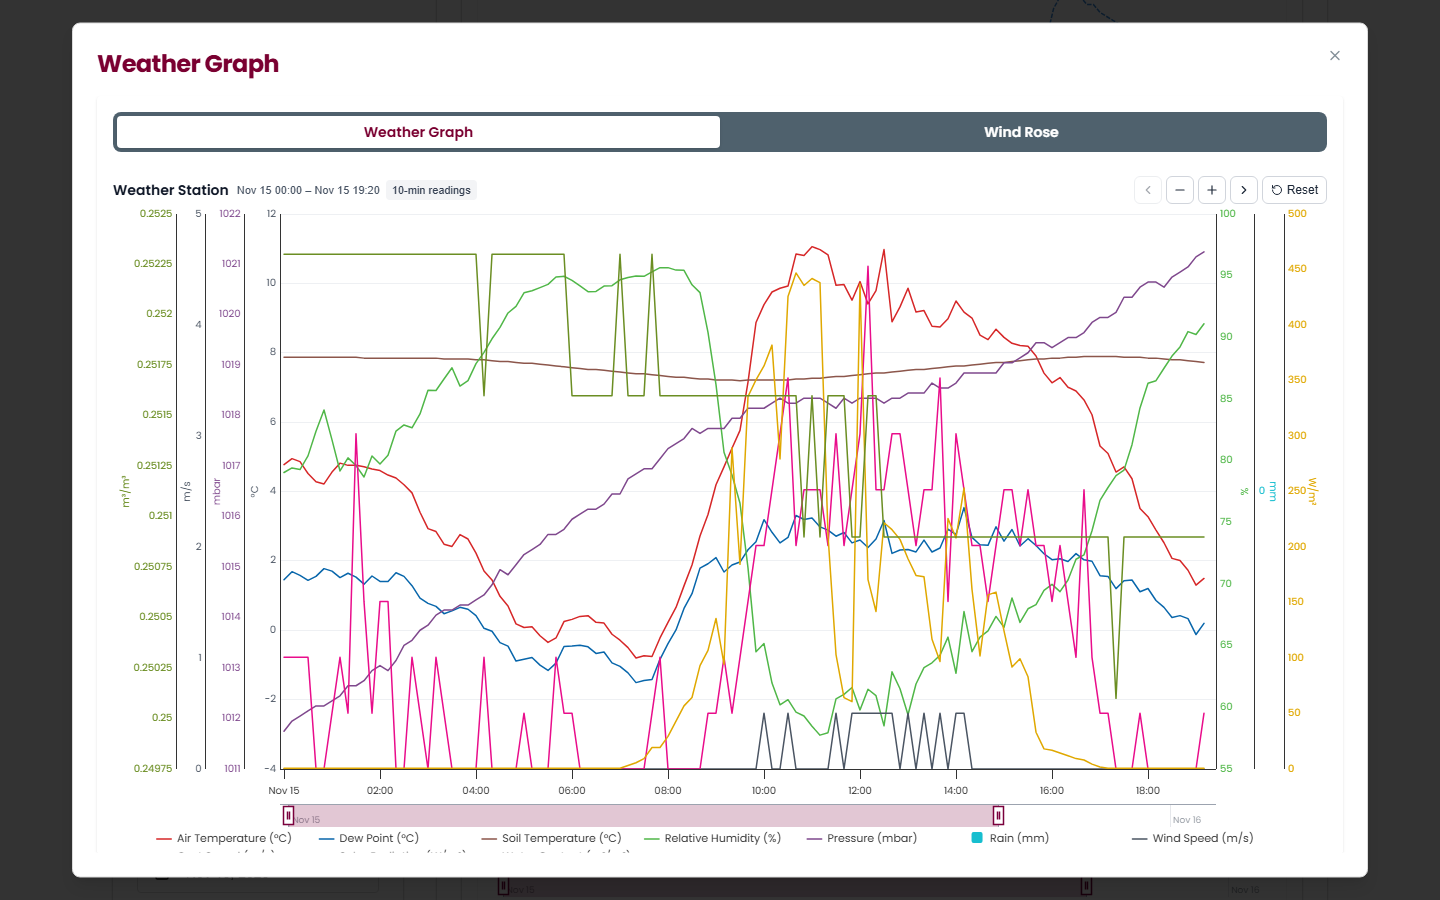 Weather Graph
×
Weather Graph
Wind Rose
Weather Station Nov 15 00:00 – Nov 15 19:20 10-min readings
Reset
0.2525 5 1022 12 100 500
0.25225 1021 10 95 450
0.252 4 1020 90 400
0.25175 1019 8 85 350
0.2515 3 1018 6 80 300
0.25125 1017
m³/m³ m/s mbar °C 4 % 0 mm 250 W/m²
0.251 1016 75
0.25075 2 1015 2 70 200
0.2505 1014 0 65 150
0.25025 1 1013 −2 60 100
0.25 1012 50
0.24975 0 1011 −4 55 0
Nov 15 02:00 04:00 06:00 08:00 10:00 12:00 14:00 16:00 18:00
Nov 15 Nov 16
Air Temperature (°C) Dew Point (°C) Soil Temperature (°C) Relative Humidity (%) Pressure (mbar) Rain (mm) Wind Speed (m/s)
Nov 15 Nov 16